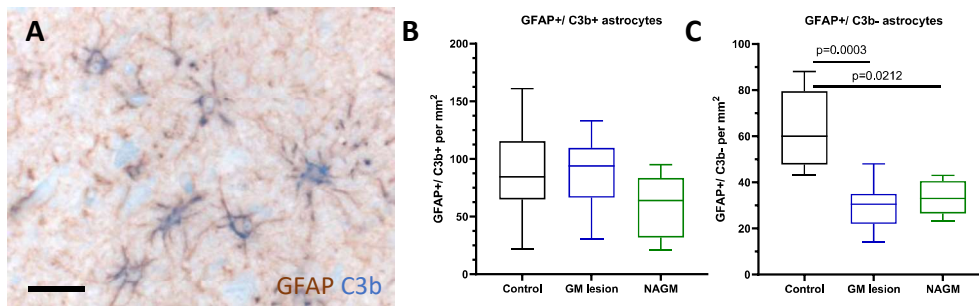 A
GFAP C3b
B
GFAP+/ C3b+ astrocytes
GFAP+/ C3b+ per mm2
200
150
100
50
0
Control GM lesion NAGM
C
GFAP+/ C3b- astrocytes
GFAP+/ C3b- per mm2
100
80
60
40
20
0
p=0.0003
p=0.0212
Control GM lesion NAGM